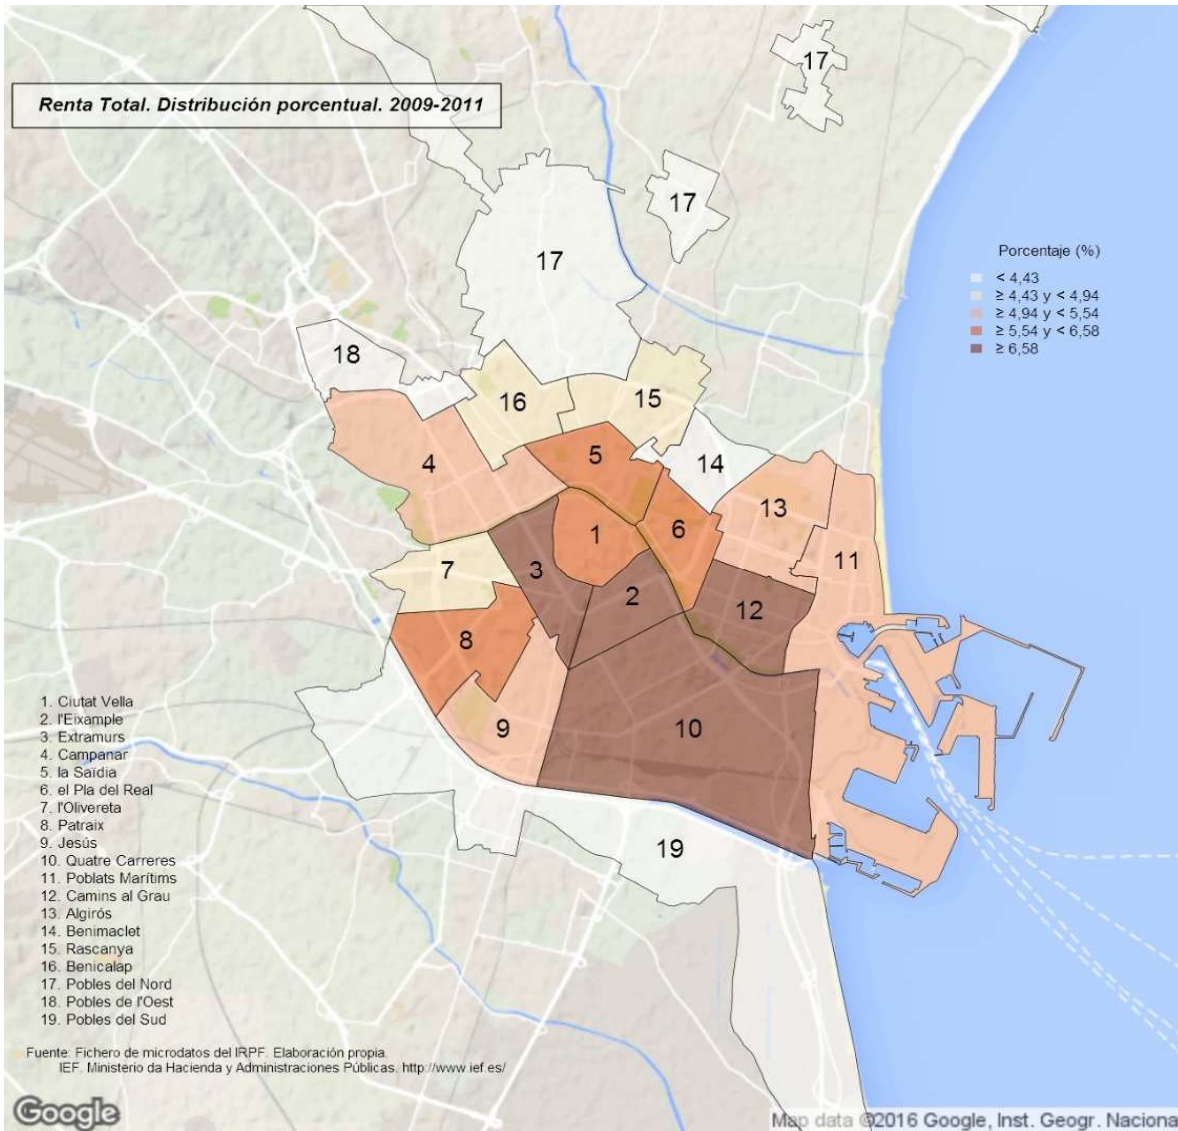 Renta Total. Distribución porcentual. 2009-2011
17
17
17
Porcentaje (%)
< 4,43
≥ 4,43 y < 4,94
≥ 4,94 y < 5,54
≥ 5,54 y < 6,58
≥ 6,58
18
16
15
4
5
14
13
6
1
11
7
3
2
12
8
10
9
19
1. Ciutat Vella
2. l'Eixample
3. Extramurs
4. Campanar
5. la Saïdia
6. el Pla del Real
7. l'Olivereta
8. Patraix
9. Jesús
10. Quatre Carreres
11. Poblats Marítims
12. Camins al Grau
13. Algirós
14. Benimaclet
15. Rascanya
16. Benicalap
17. Pobles del Nord
18. Pobles de l'Oest
19. Pobles del Sud
Fuente: Fichero de microdatos del IRPF. Elaboración propia.
IEF. Ministerio da Hacienda y Administraciones Públicas. http://www.ief.es/
Google
Map data ©2016 Google, Inst. Geogr. Naciona